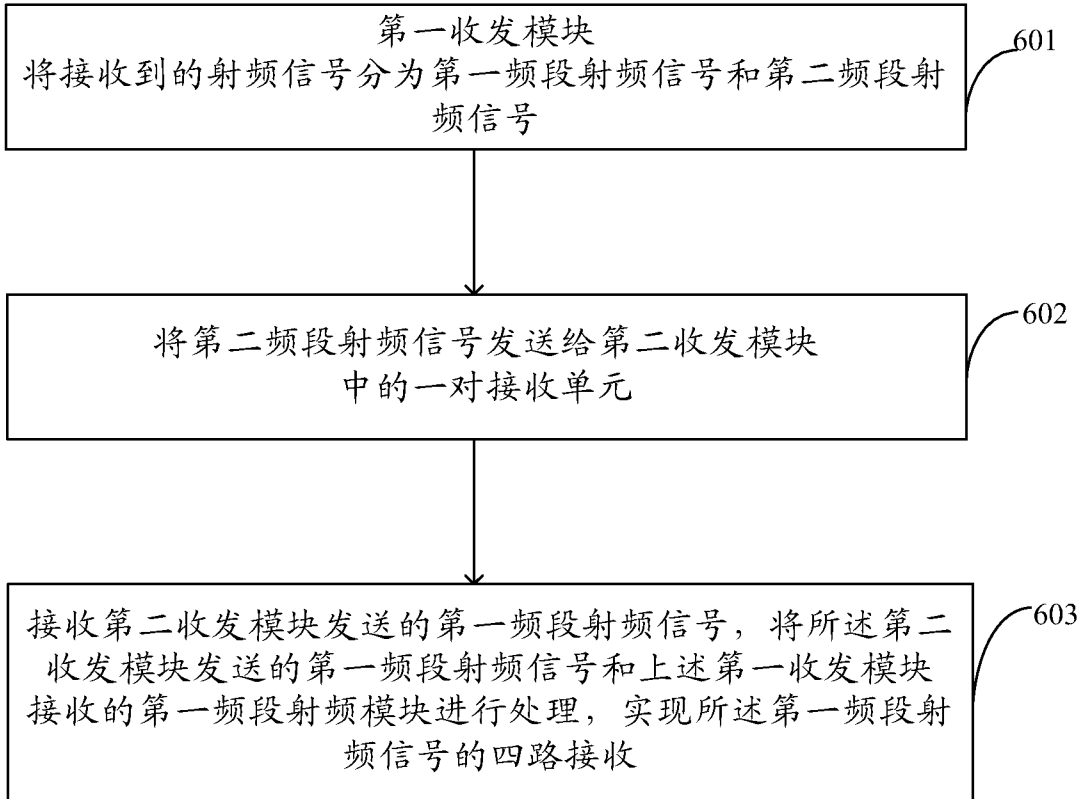 第一收发模块
将接收到的射频信号分为第一频段射频信号和第二频段射
频信号
601
将第二频段射频信号发送给第二收发模块
中的一对接收单元
602
接收第二收发模块发送的第一频段射频信号，将所述第二
收发模块发送的第一频段射频信号和上述第一收发模块
接收的第一频段射频模块进行处理，实现所述第一频段射
频信号的四路接收
603